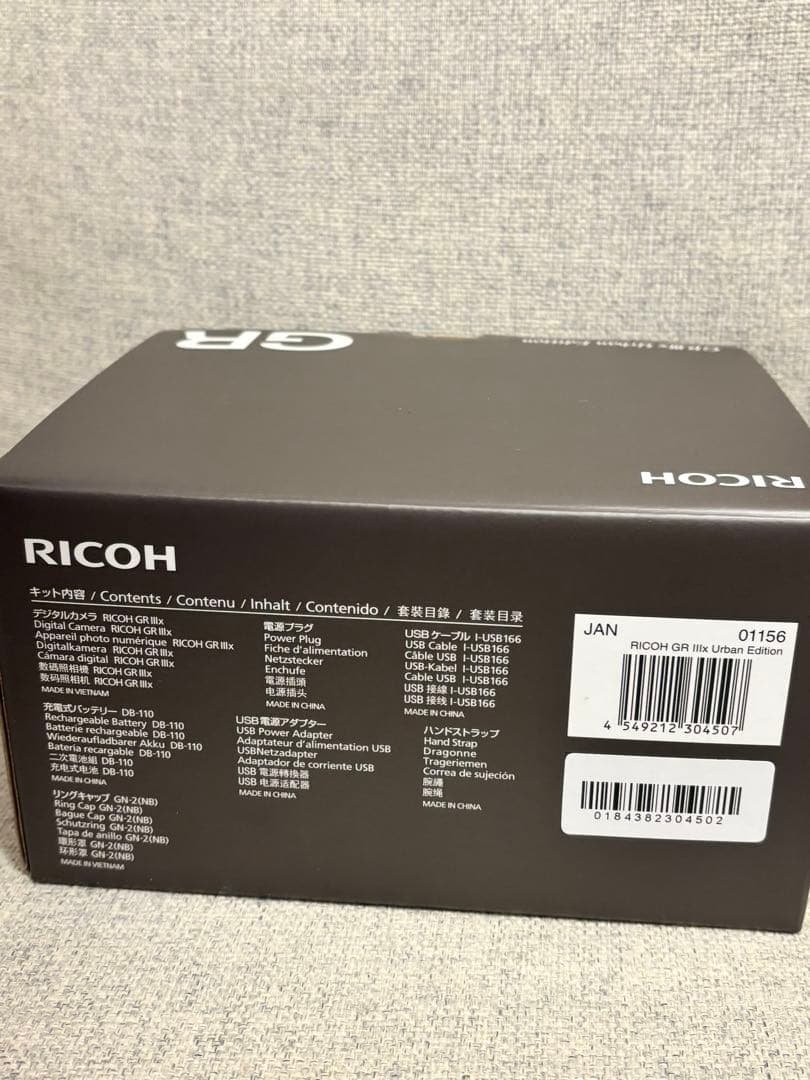 GR
GR IIIx Urban Edition
RICOH
RICOH
キット内容 / Contents / Contenu / Inhalt / Contenido / 套裝目錄 / 套装目录
デジタルカメラ RICOH GR IIIx
Digital Camera RICOH GR IIIx
Appareil photo numérique RICOH GR IIIx
Digitalkamera RICOH GR IIIx
Cámara digital RICOH GR IIIx
數碼照相機 RICOH GR IIIx
数码照相机 RICOH GR IIIx
MADE IN VIETNAM
充電式バッテリー DB-110
Rechargeable Battery DB-110
Batterie rechargeable DB-110
Wiederaufladbarer Akku DB-110
Bateria recargable DB-110
二次電池組 DB-110
充电式电池 DB-110
MADE IN CHINA
リングキャップ GN-2(NB)
Ring Cap GN-2(NB)
Bague Cap GN-2(NB)
Schutzring GN-2(NB)
Tapa de anillo GN-2(NB)
環形罩 GN-2(NB)
环形罩 GN-2(NB)
MADE IN VIETNAM
電源プラグ
Power Plug
Fiche d'alimentation
Netzstecker
Enchufe
電源插頭
电源插头
MADE IN CHINA
USB電源アダプター
USB Power Adapter
Adaptateur d'alimentation USB
USBNetzadapter
Adaptador de corriente USB
USB 電源轉換器
USB 电源适配器
MADE IN CHINA
USBケーブル I-USB166
USB Cable I-USB166
Câble USB I-USB166
USB-Kabel I-USB166
Cable USB I-USB166
USB 接線 I-USB166
USB 接线 I-USB166
MADE IN CHINA
ハンドストラップ
Hand Strap
Dragonne
Trageriemen
Correa de sujeción
腕繩
腕绳
MADE IN CHINA
JAN 01156
RICOH GR IIIx Urban Edition
4 549212 304507
0184382304502